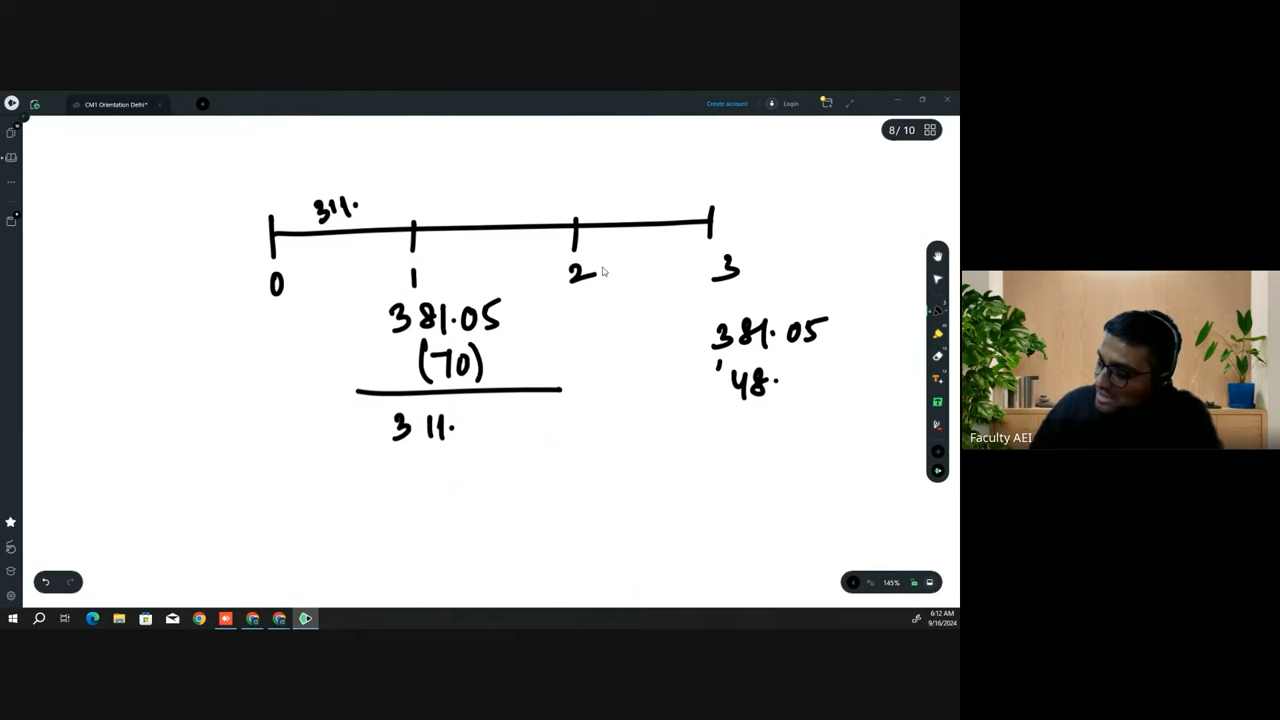 CM1 Orientation Delhi*
Create account
Login
8/10
311.
0
1
2
3
381.05
(70)
311.
381.05
'48.
145%
Faculty AEI
6:12 AM
9/16/2024